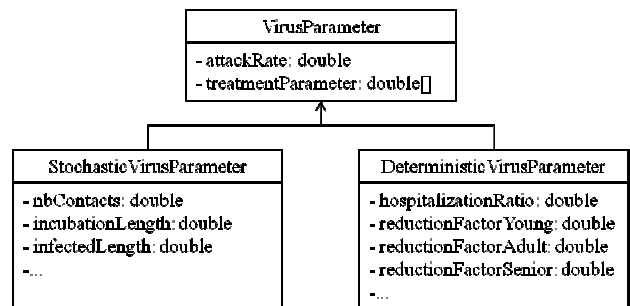 VirusParameter
- attackRate: double
- treatmentParameter: double[]
StochasticVirusParameter
- nbContacts: double
- incubationLength: double
- infectedLength: double
-...
DeterministicVirusParameter
- hospitalizationRatio: double
- reductionFactorYoung: double
- reductionFactorAdult: double
- reductionFactorSenior: double
-...